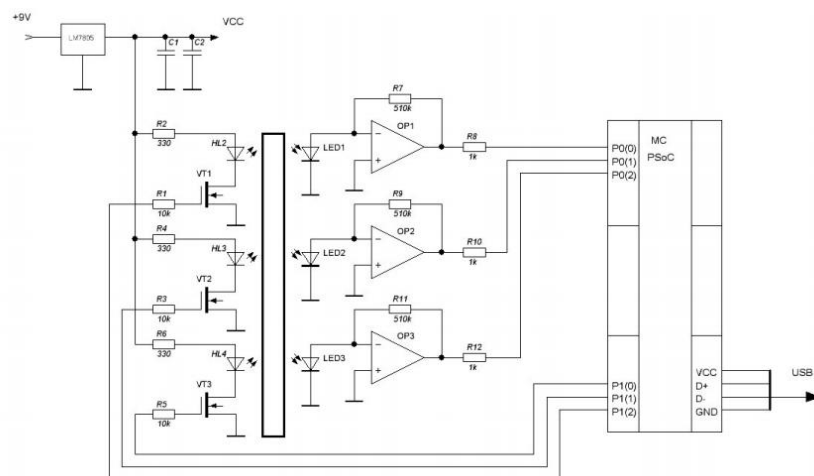 +9V
LM7805
C1
C2
VCC
R2
330
HL2
VT1
R1
10k
R4
330
HL3
VT2
R3
10k
R6
330
HL4
VT3
R5
10k
R7
510k
LED1
OP1
R8
1k
R9
510k
LED2
OP2
R10
1k
R11
510k
LED3
OP3
R12
1k
MC
PSoC
P0(0)
P0(1)
P0(2)
P1(0)
P1(1)
P1(2)
VCC
D+
D-
GND
USB